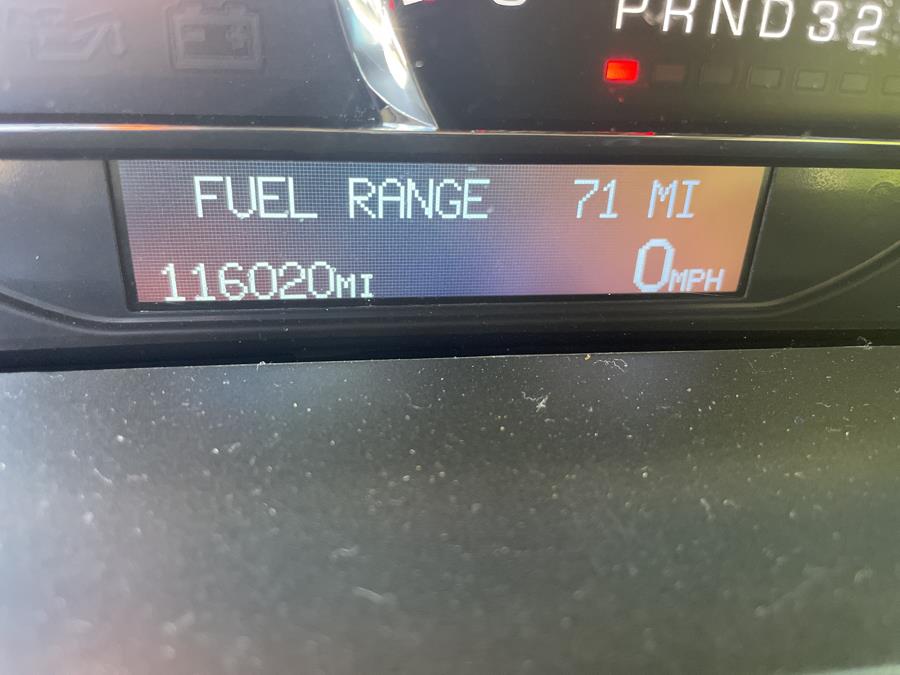 PRND32
FUEL RANGE 71 MI
116020MI 0MPH